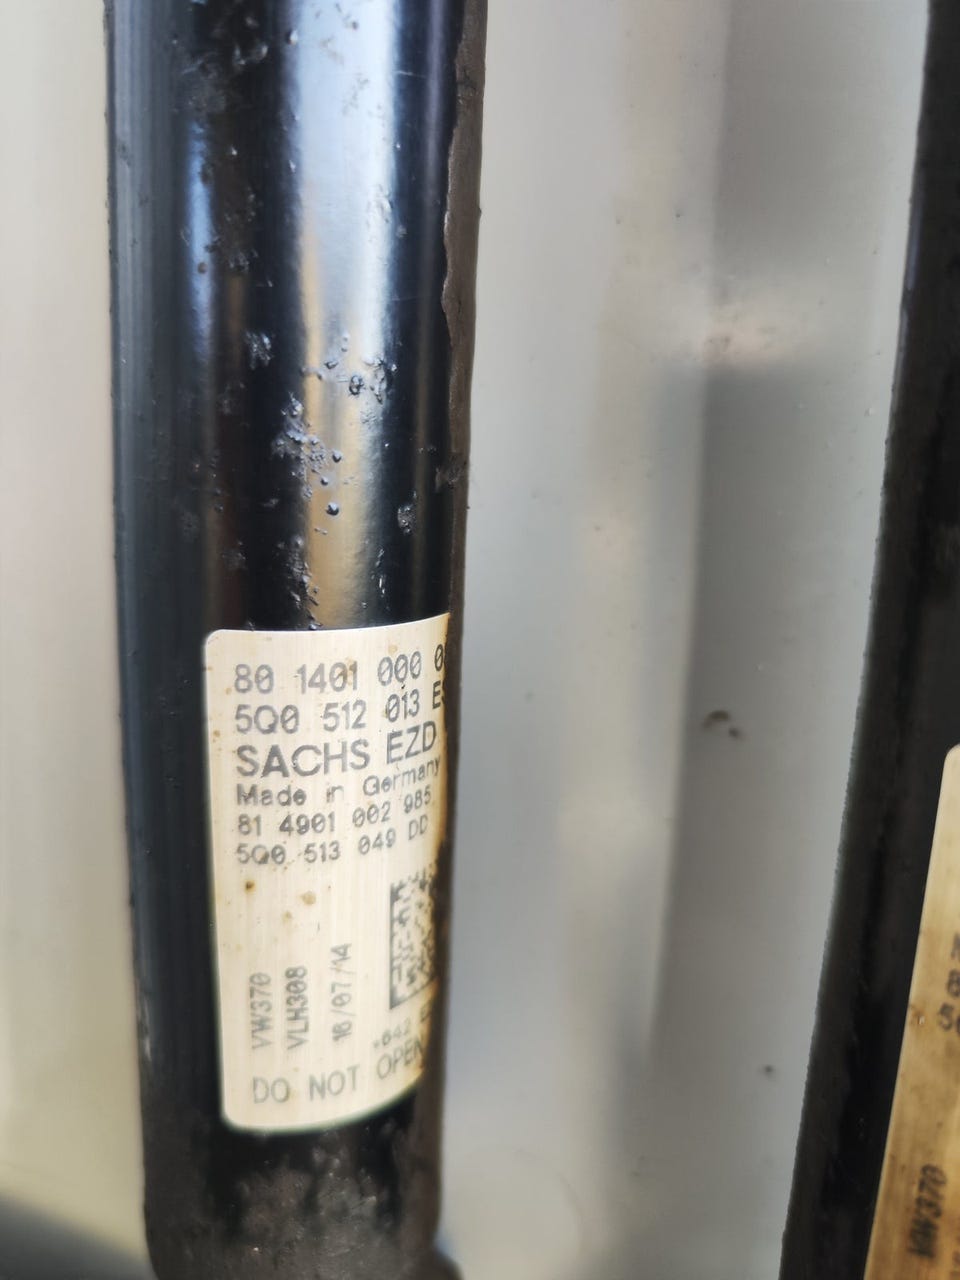 80 1401 000
5Q0 512 013
SACHS EZD
Made in Germany
81 4901 002 985
5Q0 513 049 DD
VW370
VLH308
16/07/14
DO NOT OPEN
VW370